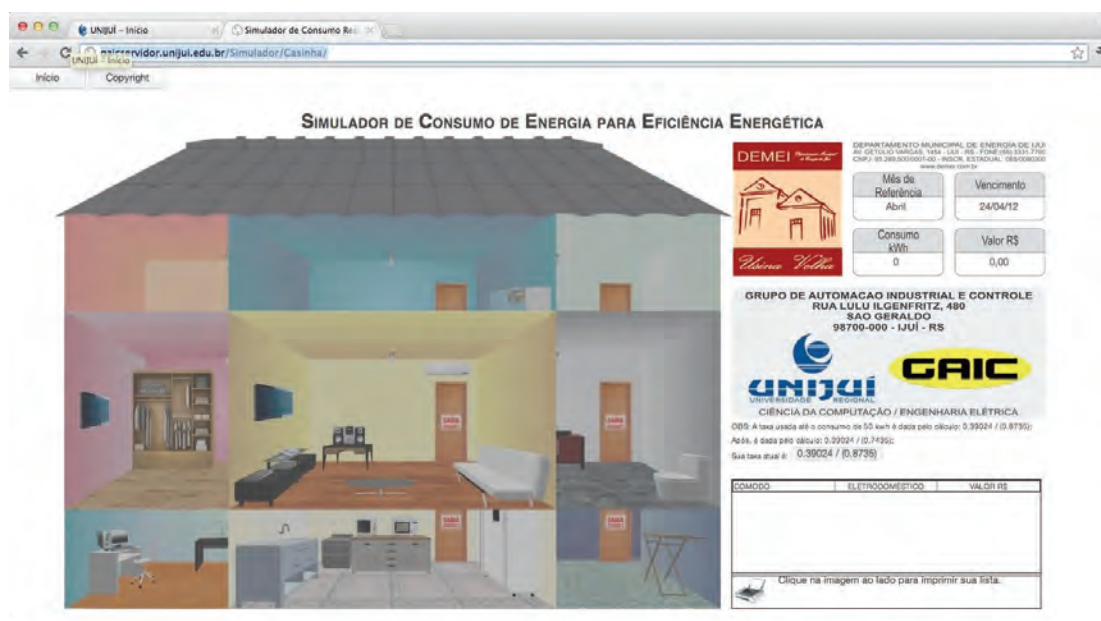 UNIJUÍ – Início
Simulador de Consumo Res
gaicservidor.unijui.edu.br/Simulador/Casinha/
UNIJUÍ – Início
Início
Copyright
SIMULADOR DE CONSUMO DE ENERGIA PARA EFICIÊNCIA ENERGÉTICA
DEMEI
Usina Velha
DEPARTAMENTO MUNICIPAL DE ENERGIA DE IJUÍ
www.demei.com.br
Mês de Referência
Abril
Vencimento
24/04/12
Consumo kWh
0
Valor R$
0,00
GRUPO DE AUTOMACAO INDUSTRIAL E CONTROLE
RUA LULU ILGENFRITZ, 480
SAO GERALDO
98700-000 - IJUÍ - RS
UNIJUÍ
UNIVERSIDADE REGIONAL
GAIC
CIÊNCIA DA COMPUTAÇÃO / ENGENHARIA ELÉTRICA
OBS: A taxa usada até o consumo de 50 kwh é dada pelo cálculo: 0.39024 / (0.8735);
Após, é dada pelo cálculo: 0.39024 / (0.7435);
Sua taxa atual é: 0.39024 / (0.8735)
CÔMODO ELETRODOMÉSTICO VALOR R$
Clique na imagem ao lado para imprimir sua lista.